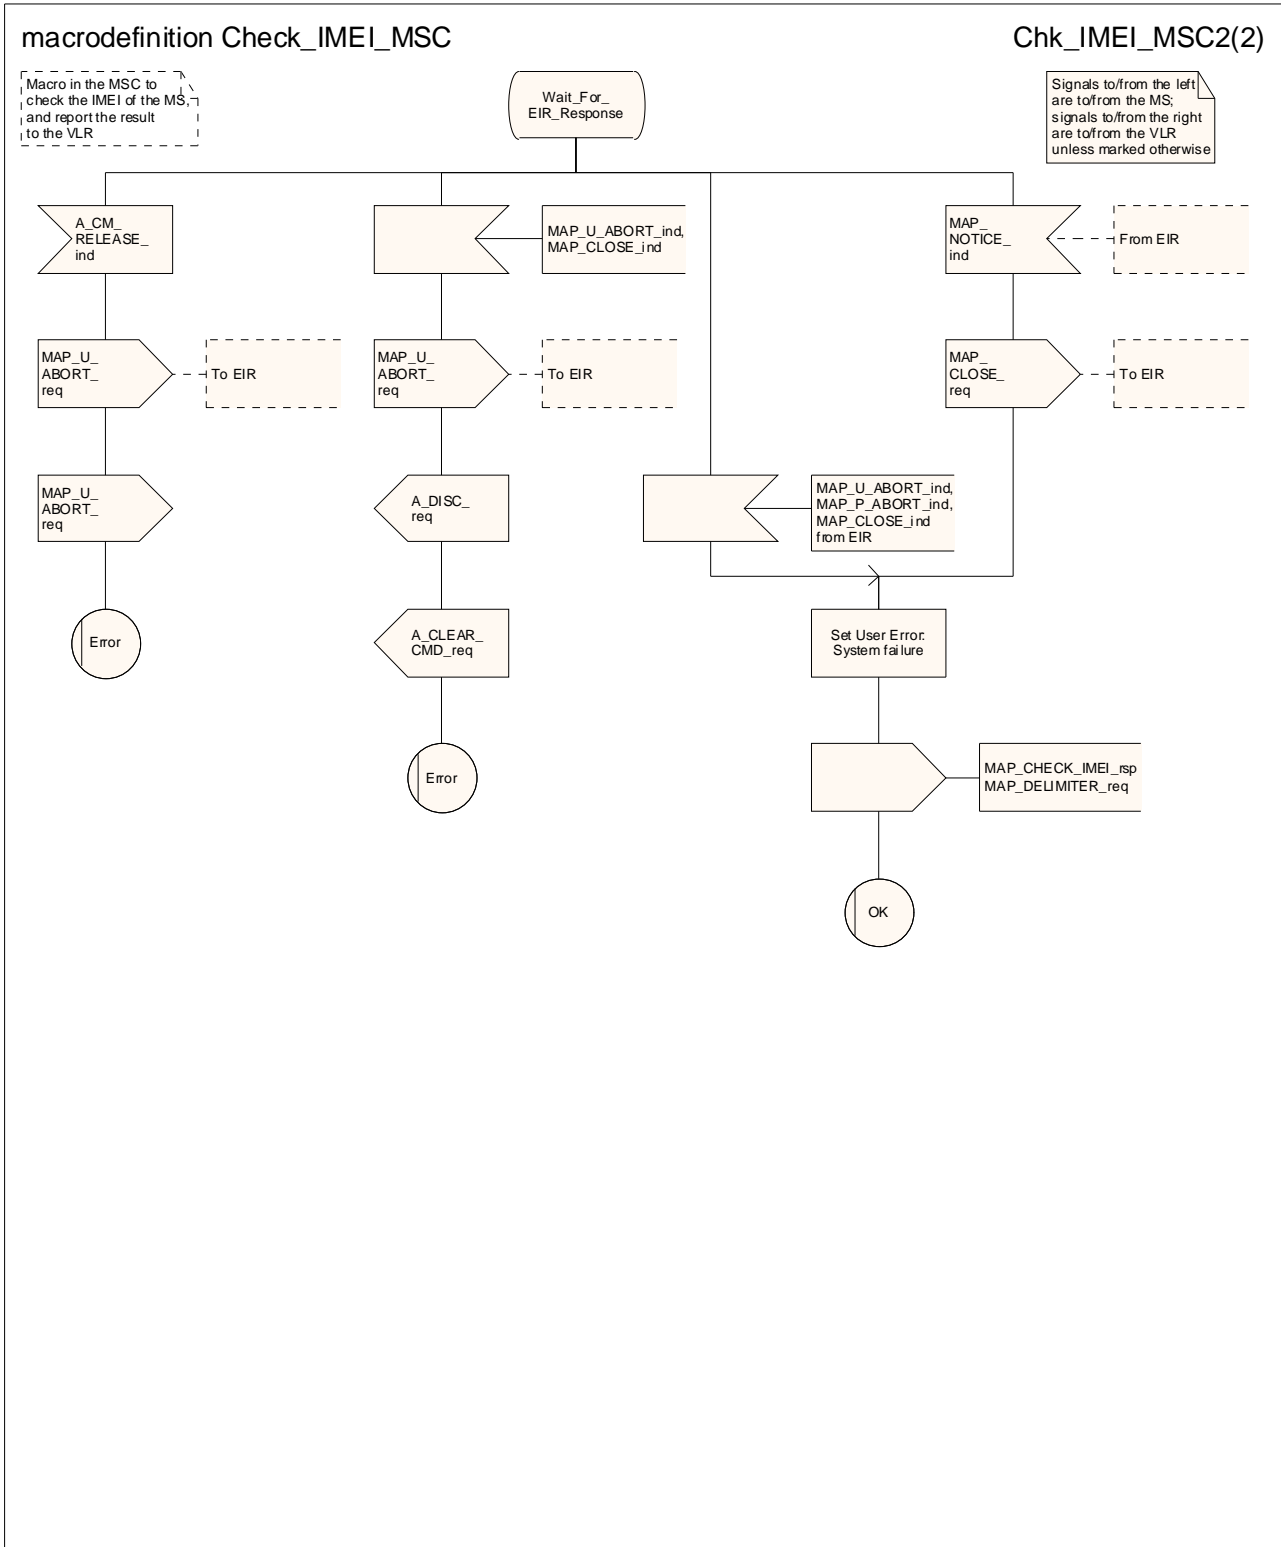 macrodefinition Check_IMEI_MSC
Chk_IMEI_MSC2(2)
Macro in the MSC to
check the IMEI of the MS,
and report the result
to the VLR
Wait_For_
EIR_Response
Signals to/from the left
are to/from the MS;
signals to/from the right
are to/from the VLR
unless marked otherwise
A_CM_
RELEASE_
ind
MAP_U_ABORT_ind,
MAP_CLOSE_ind
MAP_
NOTICE_
ind
From EIR
MAP_U_
ABORT_
req
To EIR
MAP_U_
ABORT_
req
To EIR
MAP_
CLOSE_
req
To EIR
MAP_U_
ABORT_
req
A_DISC_
req
MAP_U_ABORT_ind,
MAP_P_ABORT_ind,
MAP_CLOSE_ind
from EIR
Error
A_CLEAR_
CMD_req
Set User Error:
System failure
Error
MAP_CHECK_IMEI_rsp
MAP_DELIMITER_req
OK